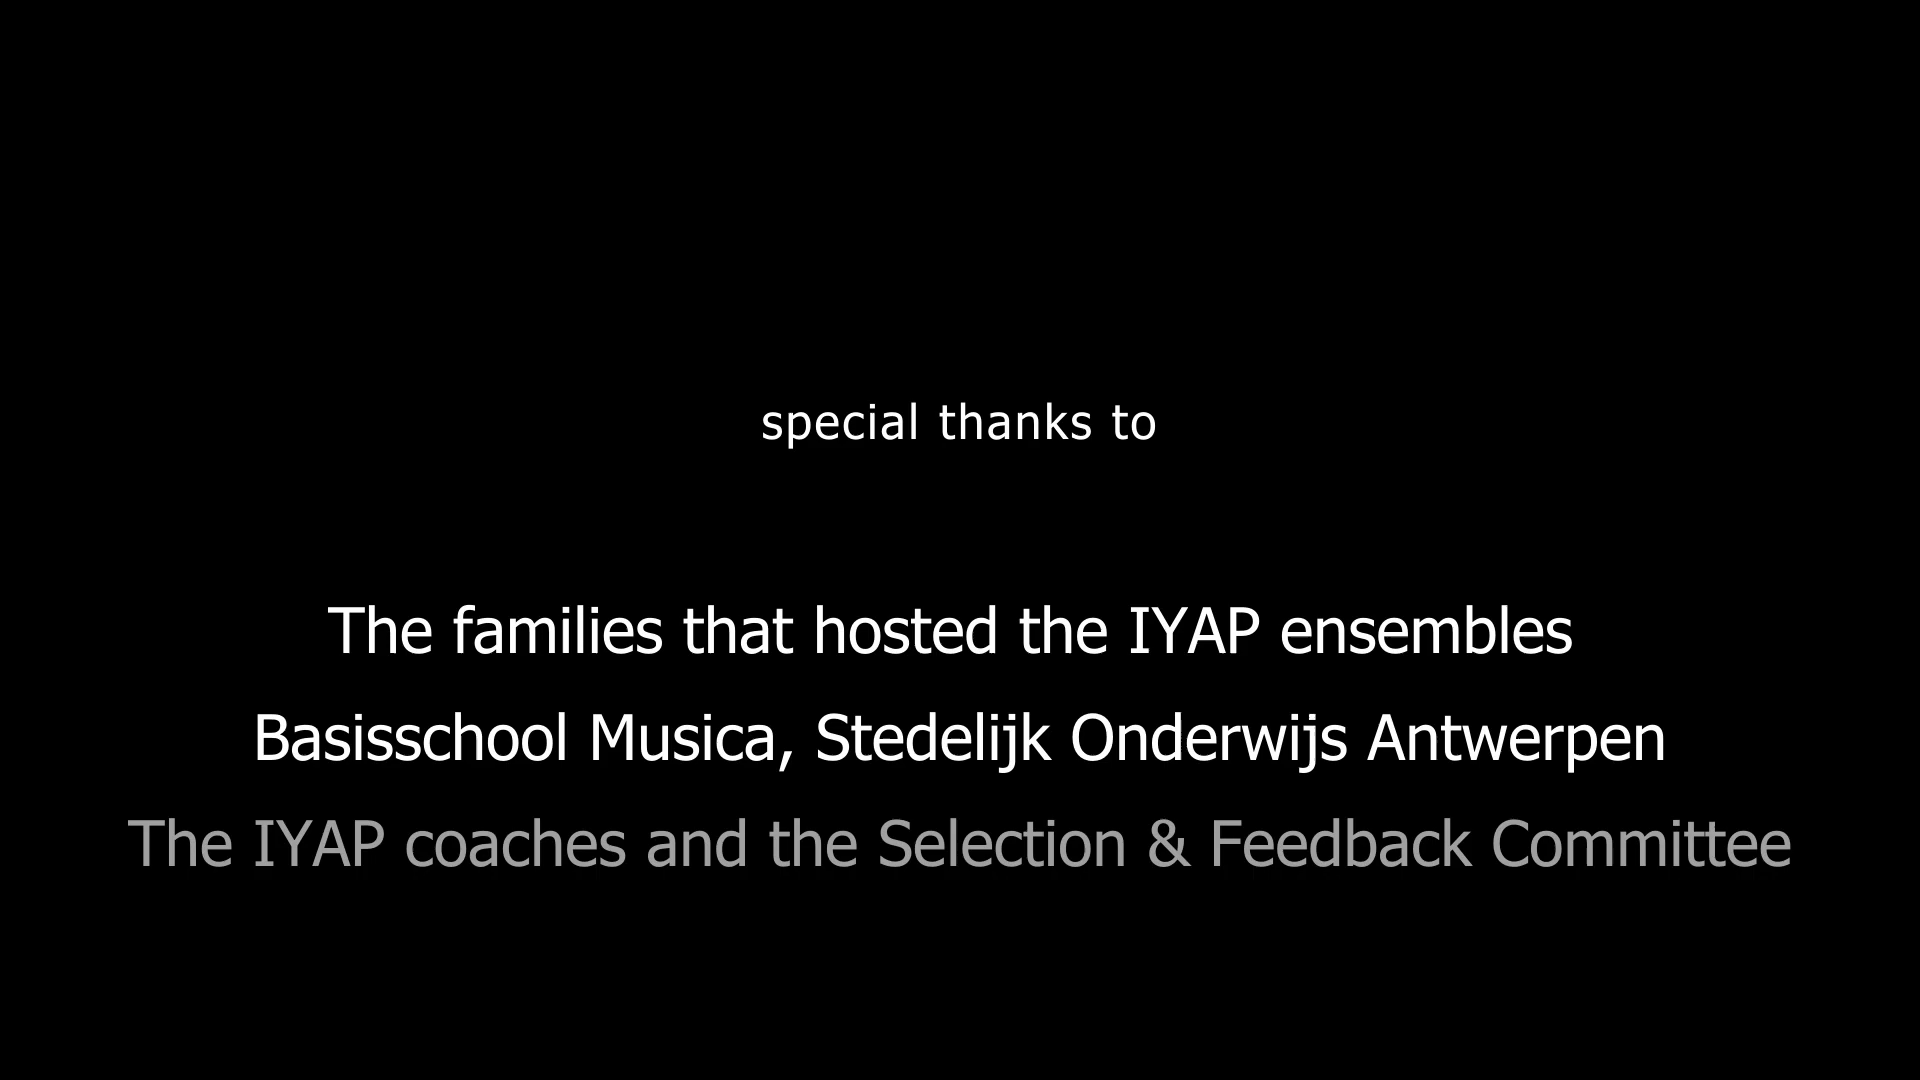 special thanks to
The families that hosted the IYAP ensembles
Basisschool Musica, Stedelijk Onderwijs Antwerpen
The IYAP coaches and the Selection & Feedback Committee